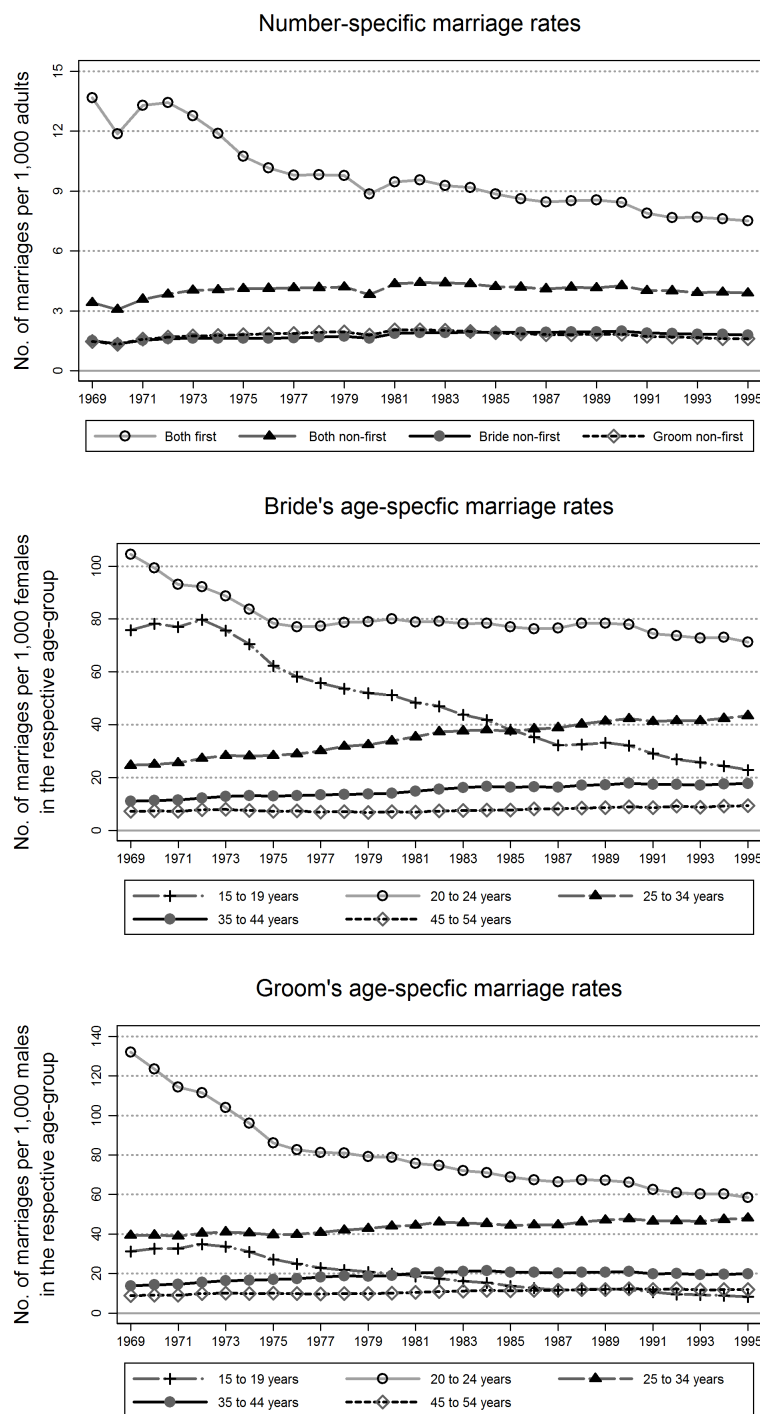 Number-specific marriage rates
No. of marriages per 1,000 adults
15
12
9
6
3
0
1969 1971 1973 1975 1977 1979 1981 1983 1985 1987 1989 1991 1993 1995
Both first Both non-first Bride non-first Groom non-first
Bride's age-specfic marriage rates
No. of marriages per 1,000 females
in the respective age-group
100
80
60
40
20
0
1969 1971 1973 1975 1977 1979 1981 1983 1985 1987 1989 1991 1993 1995
15 to 19 years 20 to 24 years 25 to 34 years
35 to 44 years 45 to 54 years
Groom's age-specfic marriage rates
No. of marriages per 1,000 males
in the respective age-group
140
120
100
80
60
40
20
0
1969 1971 1973 1975 1977 1979 1981 1983 1985 1987 1989 1991 1993 1995
15 to 19 years 20 to 24 years 25 to 34 years
35 to 44 years 45 to 54 years